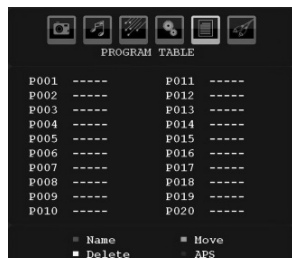 PROGRAM TABLE
P001 ----- P011 -----
P002 ----- P012 -----
P003 ----- P013 -----
P004 ----- P014 -----
P005 ----- P015 -----
P006 ----- P016 -----
P007 ----- P017 -----
P008 ----- P018 -----
P009 ----- P019 -----
P010 ----- P020 -----
Name Move
Delete APS